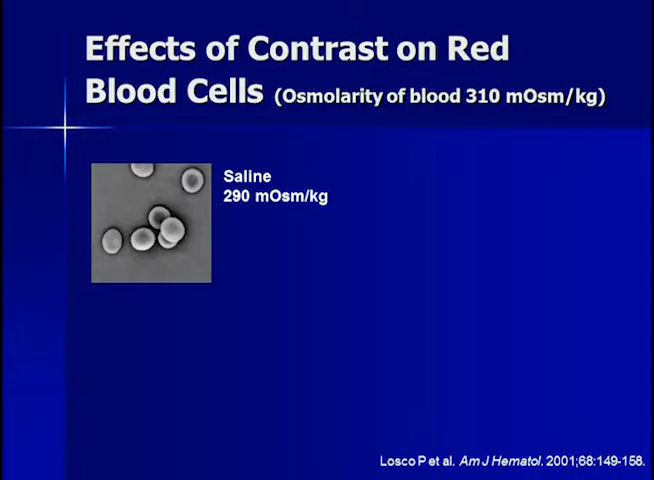 Effects of Contrast on Red
Blood Cells (Osmolarity of blood 310 mOsm/kg)
Saline
290 mOsm/kg
Losco P et al. Am J Hematol. 2001;68:149-158.